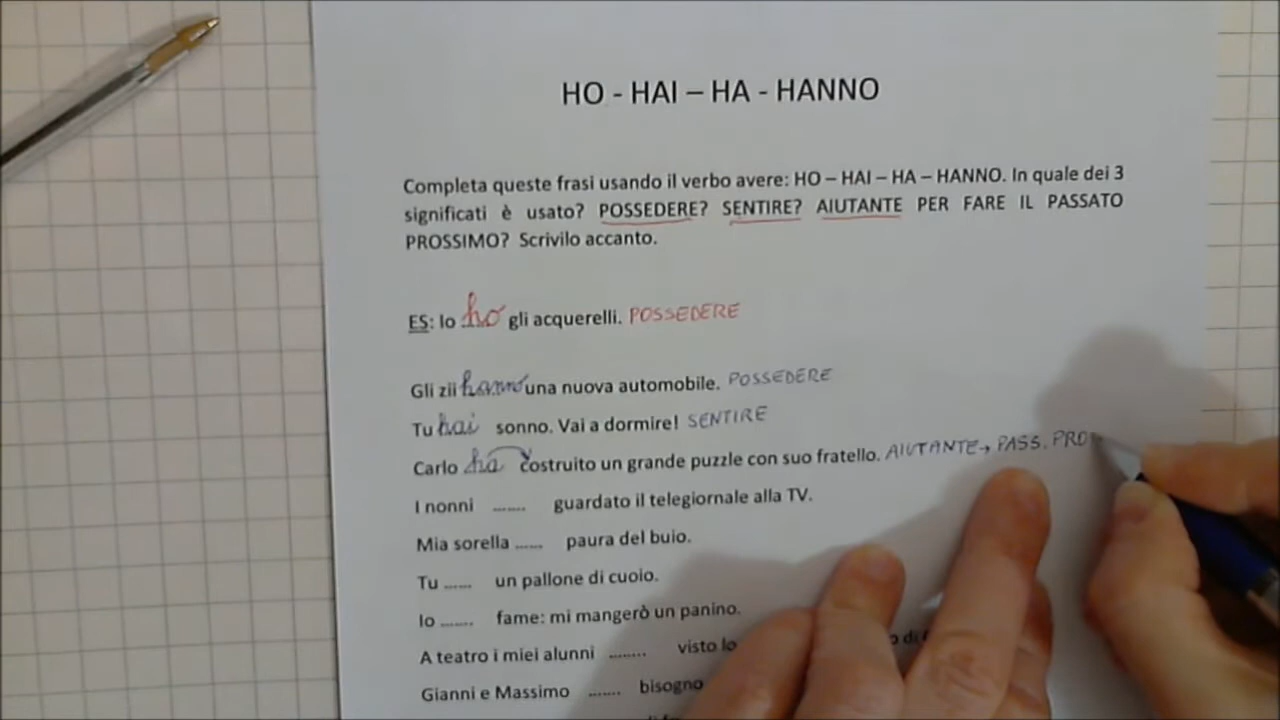 HO - HAI – HA - HANNO
Completa queste frasi usando il verbo avere: HO – HAI – HA – HANNO. In quale dei 3
significati è usato? POSSEDERE? SENTIRE? AIUTANTE PER FARE IL PASSATO
PROSSIMO? Scrivilo accanto.
ES: Io ho gli acquerelli. POSSEDERE
Gli zii hanno una nuova automobile. POSSEDERE
Tu hai sonno. Vai a dormire! SENTIRE
Carlo ha costruito un grande puzzle con suo fratello. AIUTANTE → PASS. PRO
I nonni ........ guardato il telegiornale alla TV.
Mia sorella ...... paura del buio.
Tu ...... un pallone di cuoio.
Io ....... fame: mi mangerò un panino.
A teatro i miei alunni ........ visto lo
Gianni e Massimo ....... bisogno